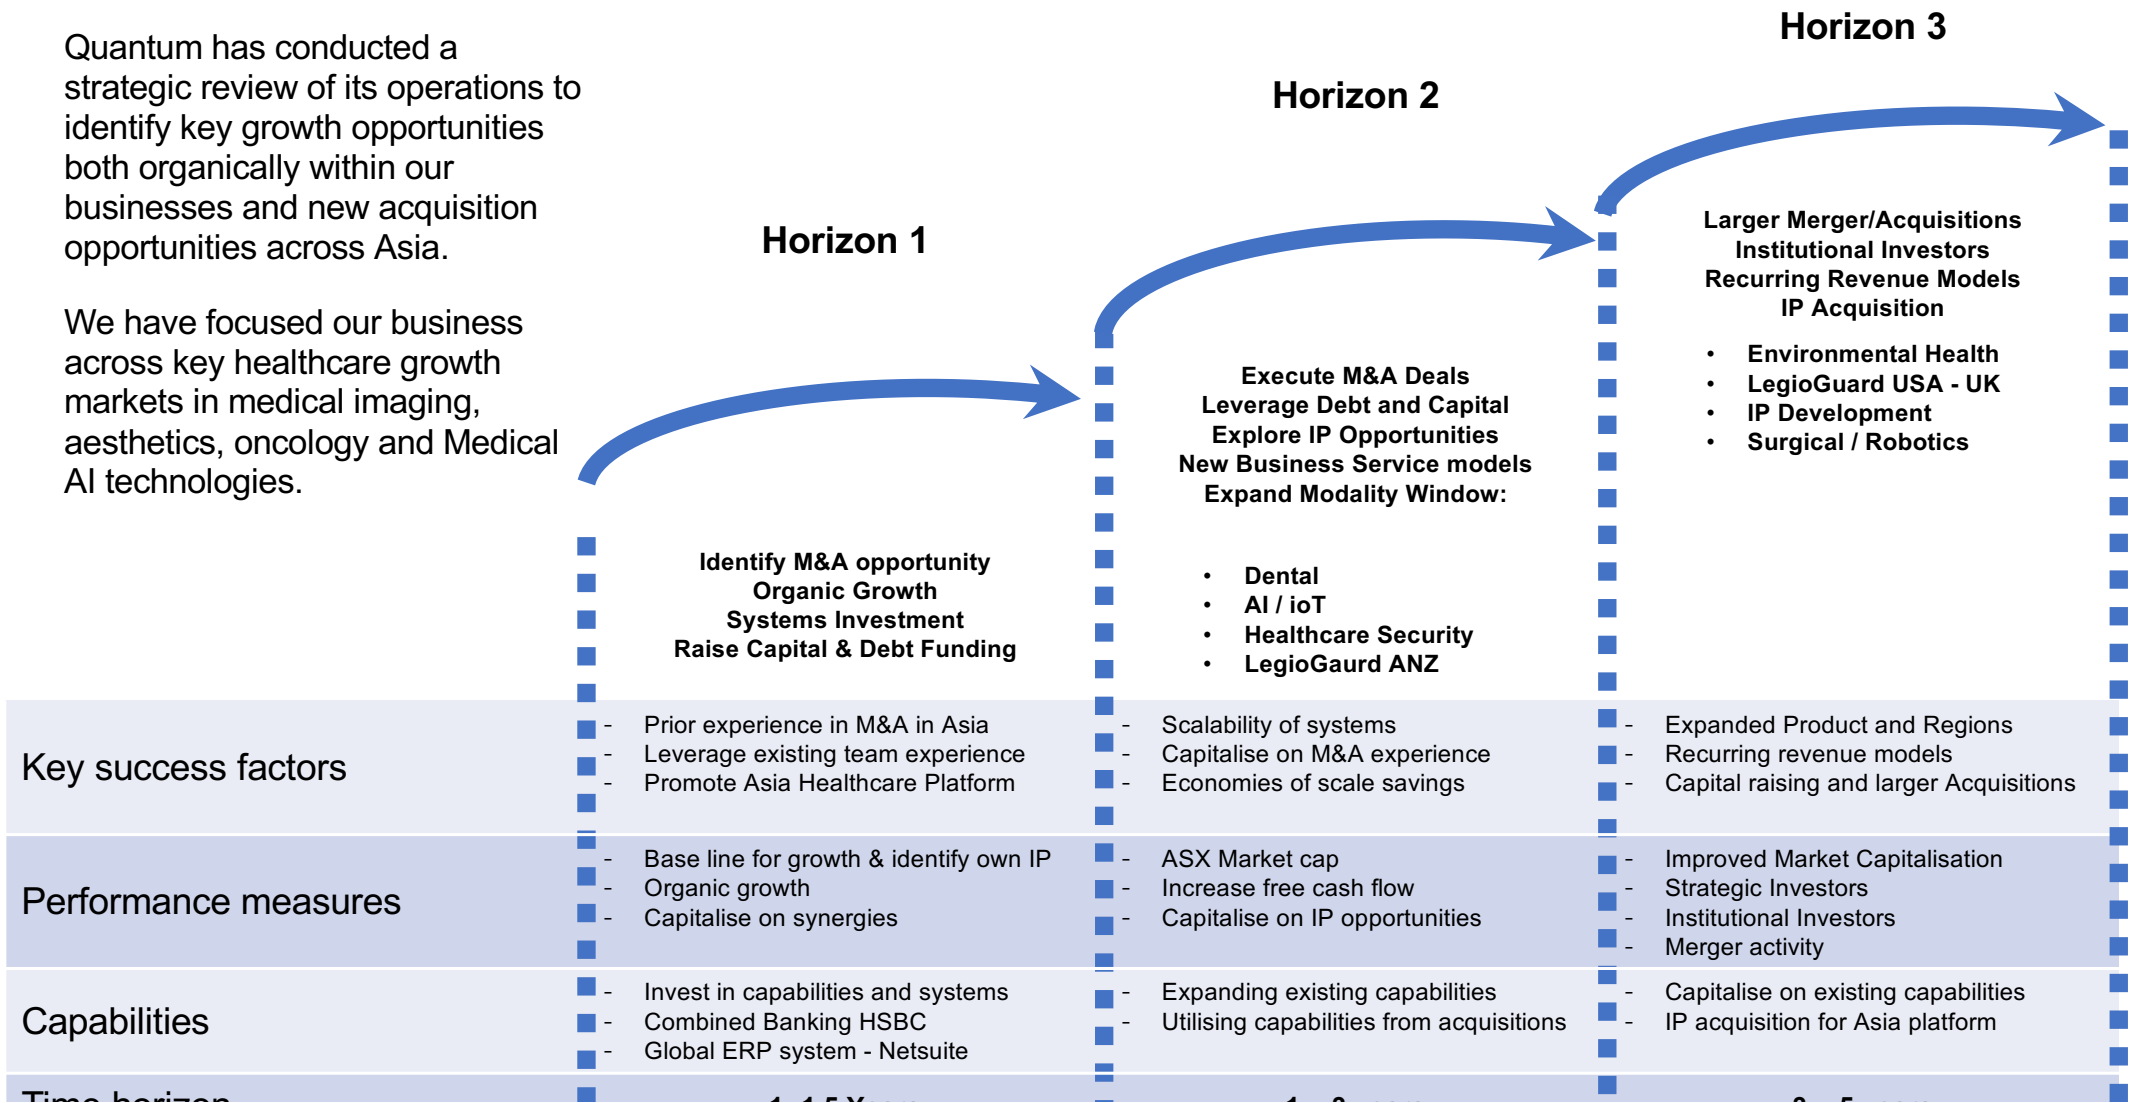 Quantum has conducted a
strategic review of its operations to
identify key growth opportunities
both organically within our
businesses and new acquisition
opportunities across Asia.
We have focused our business
across key healthcare growth
markets in medical imaging,
aesthetics, oncology and Medical
AI technologies.
Horizon 1
Identify M&A opportunity
Organic Growth
Systems Investment
Raise Capital & Debt Funding
Horizon 2
Execute M&A Deals
Leverage Debt and Capital
Explore IP Opportunities
New Business Service models
Expand Modality Window:
• Dental
• AI / ioT
• Healthcare Security
• LegioGaurd ANZ
Horizon 3
Larger Merger/Acquisitions
Institutional Investors
Recurring Revenue Models
IP Acquisition
• Environmental Health
• LegioGuard USA - UK
• IP Development
• Surgical / Robotics
Key success factors
- Prior experience in M&A in Asia
- Leverage existing team experience
- Promote Asia Healthcare Platform
- Scalability of systems
- Capitalise on M&A experience
- Economies of scale savings
- Expanded Product and Regions
- Recurring revenue models
- Capital raising and larger Acquisitions
Performance measures
- Base line for growth & identify own IP
- Organic growth
- Capitalise on synergies
- ASX Market cap
- Increase free cash flow
- Capitalise on IP opportunities
- Improved Market Capitalisation
- Strategic Investors
- Institutional Investors
- Merger activity
Capabilities
- Invest in capabilities and systems
- Combined Banking HSBC
- Global ERP system - Netsuite
- Expanding existing capabilities
- Utilising capabilities from acquisitions
- Capitalise on existing capabilities
- IP acquisition for Asia platform
Time horizon